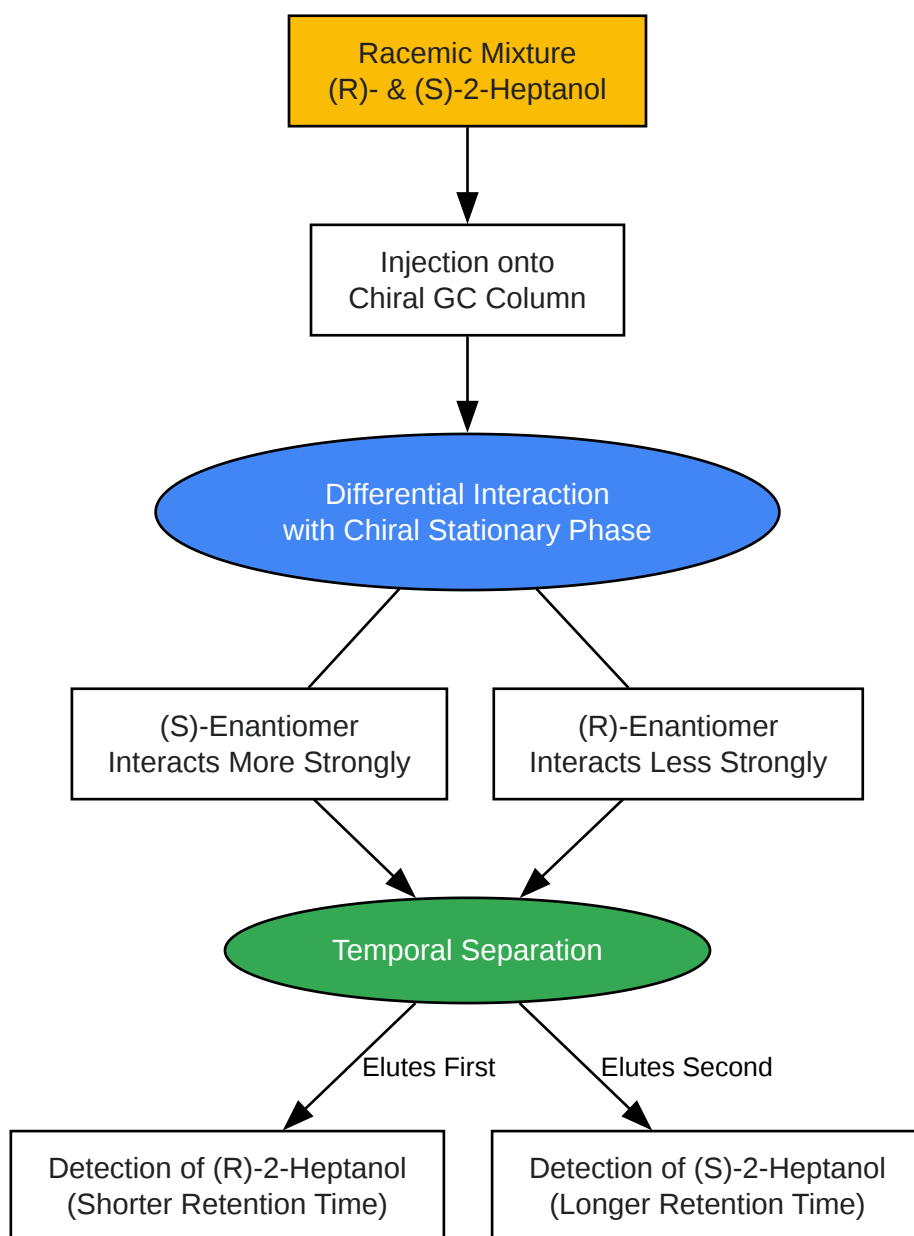 Racemic Mixture
(R)- & (S)-2-Heptanol
Injection onto
Chiral GC Column
Differential Interaction
with Chiral Stationary Phase
(S)-Enantiomer
Interacts More Strongly
(R)-Enantiomer
Interacts Less Strongly
Temporal Separation
Elutes First
Elutes Second
Detection of (R)-2-Heptanol
(Shorter Retention Time)
Detection of (S)-2-Heptanol
(Longer Retention Time)